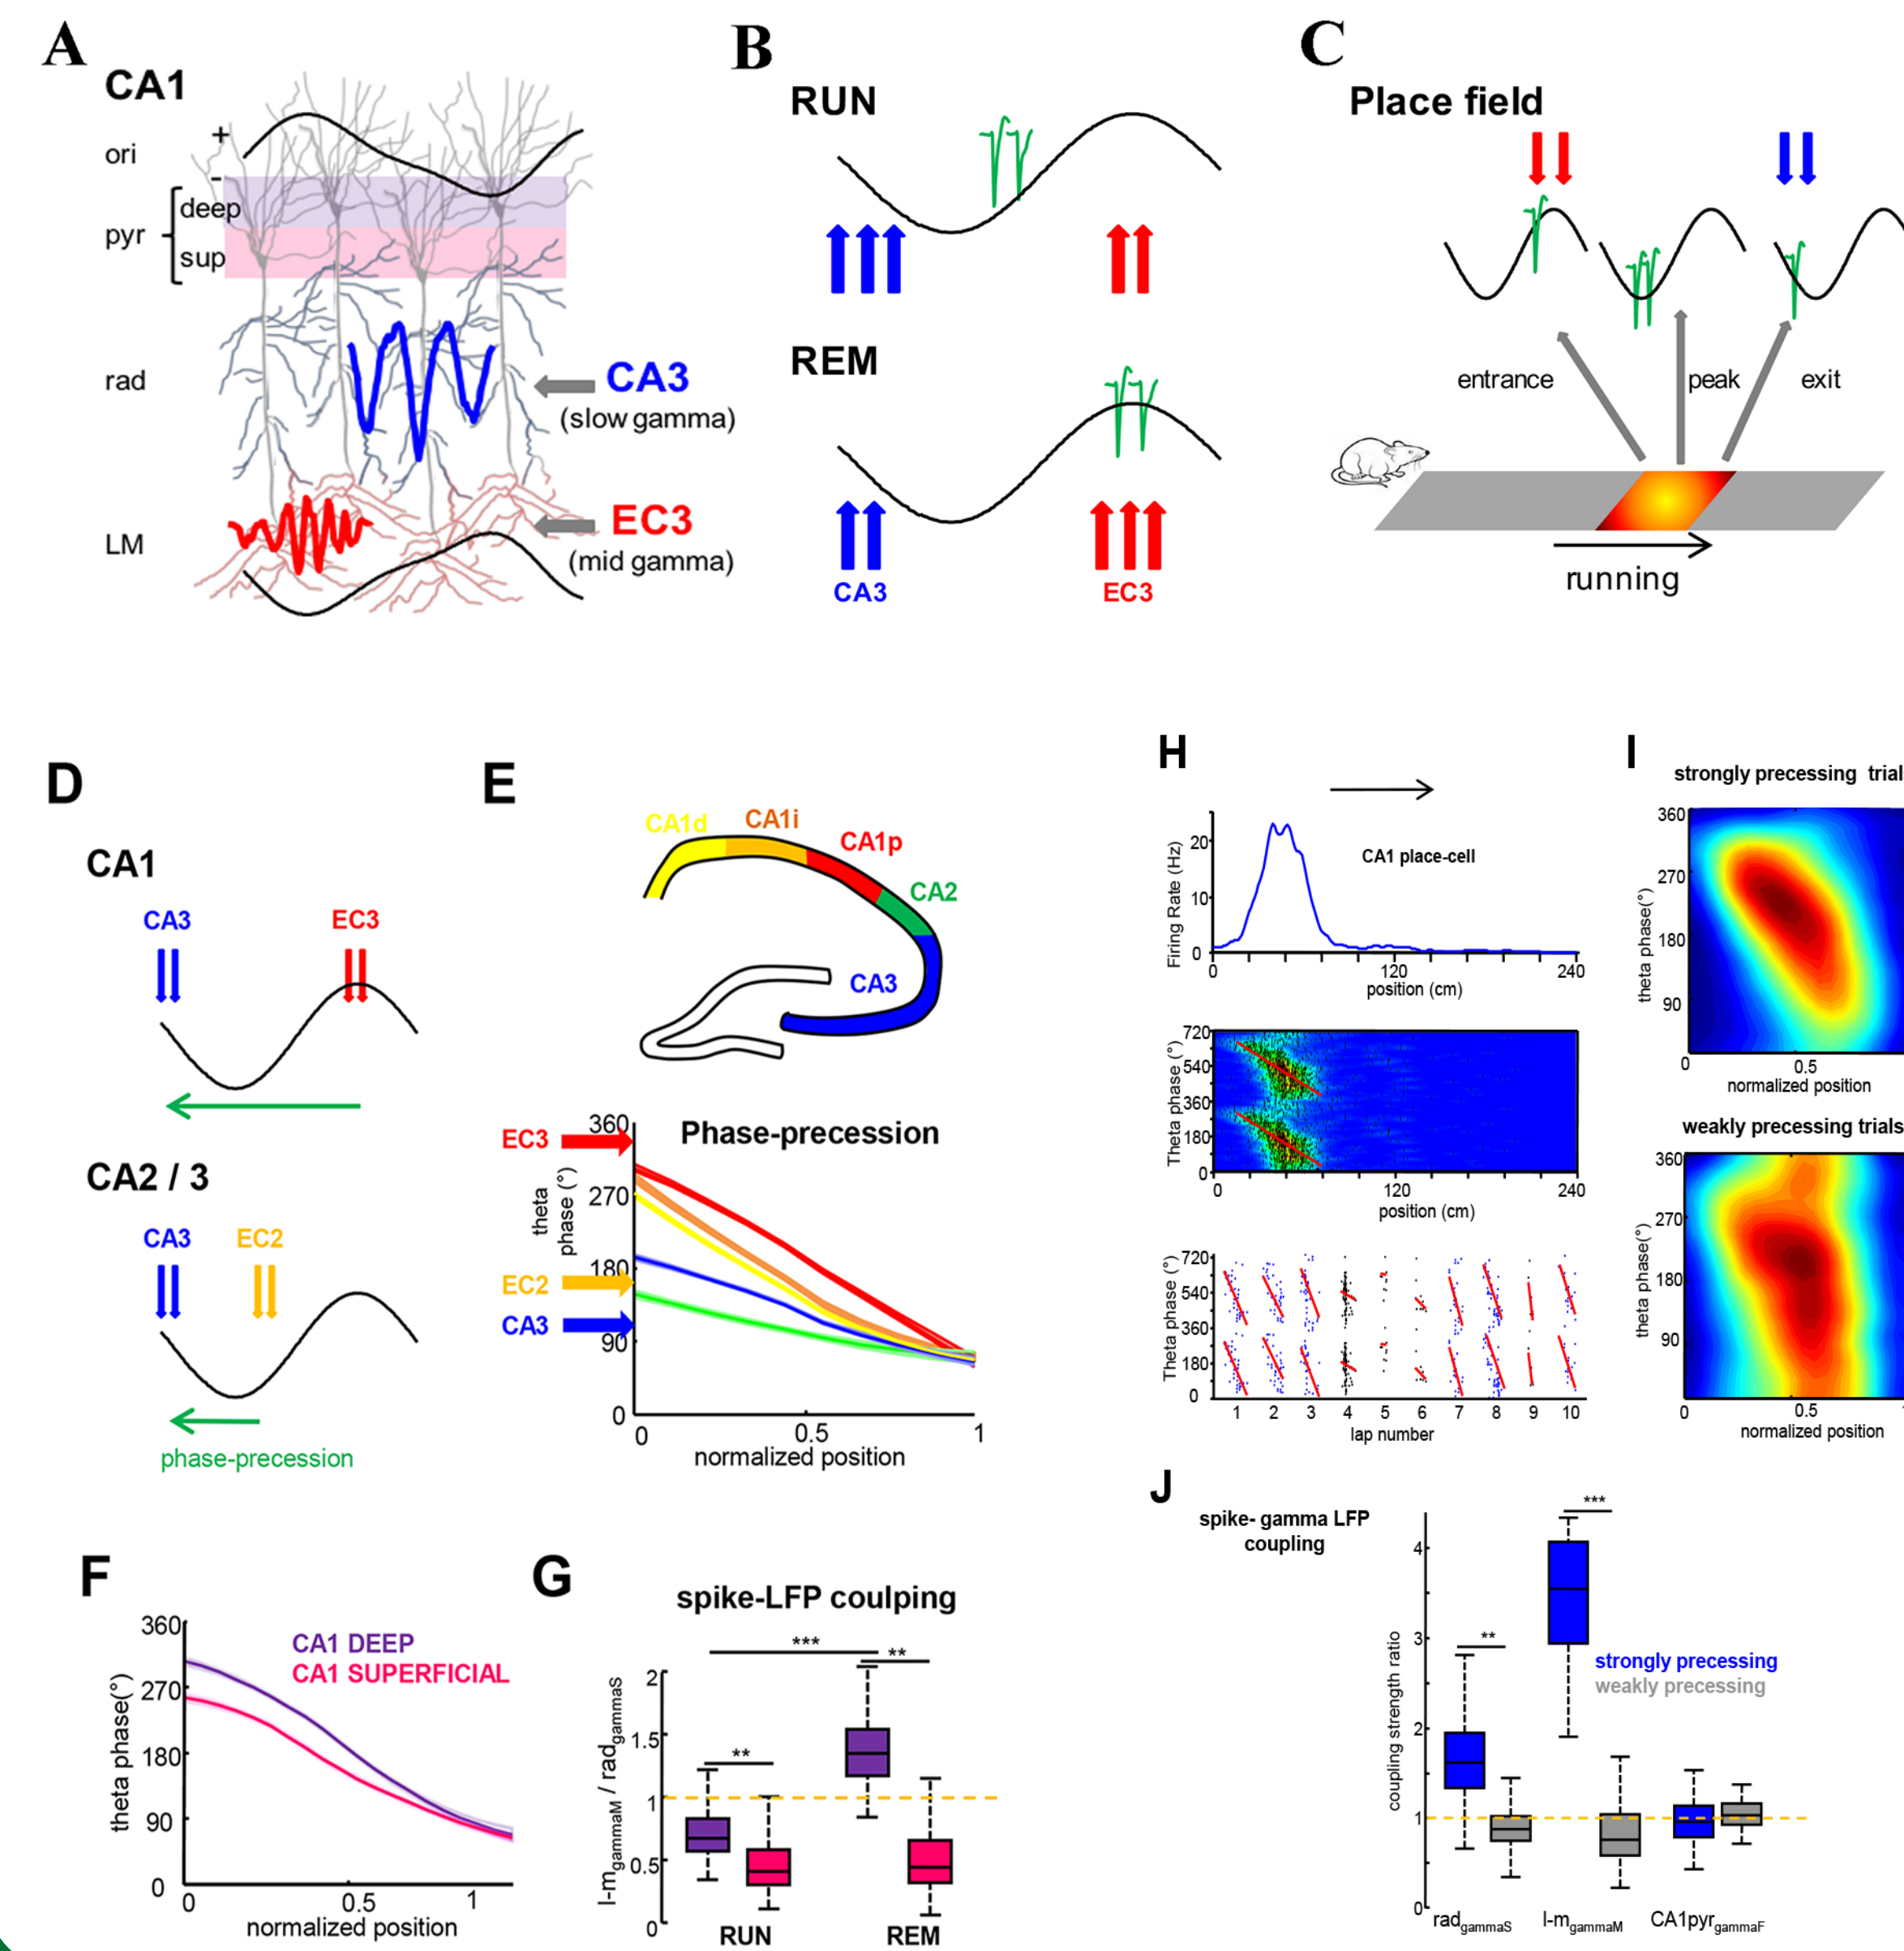 A
CA1
+
ori
-
deep
pyr
sup
rad
CA3
(slow gamma)
EC3
LM
(mid gamma)
B
RUN
REM
CA3
EC3
C
Place field
entrance
peak
exit
running
D
CA1
CA3
EC3
CA2 / 3
CA3
EC2
phase-precession
E
CA1d
CA1i
CA1p
CA2
CA3
Phase-precession
360
EC3
theta
phase (°)
270
180
EC2
CA3
90
0
0
0.5
1
normalized position
F
360
CA1 DEEP
CA1 SUPERFICIAL
270
theta phase(°)
180
90
0
0
0.5
1
normalized position
G
spike-LFP coulping
***
**
2
l-mgammaM / radgammaS
1.5
**
1
0.5
0
RUN
REM
H
20
Firing Rate (Hz)
CA1 place-cell
10
0
0
120
240
position (cm)
720
Theta phase (°)
540
360
180
0
0
120
240
position (cm)
720
Theta phase (°)
540
360
180
0
1 2 3 4 5 6 7 8 9 10
lap number
I
strongly precessing trial
360
270
theta phase(°)
180
90
0
0.5
normalized position
weakly precessing trials
360
270
theta phase(°)
180
90
0
0.5
normalized position
J
spike- gamma LFP
coupling
***
4
**
3
coupling strength ratio
strongly precessing
weakly precessing
2
1
0
radgammaS
l-mgammaM
CA1pyrgammaF